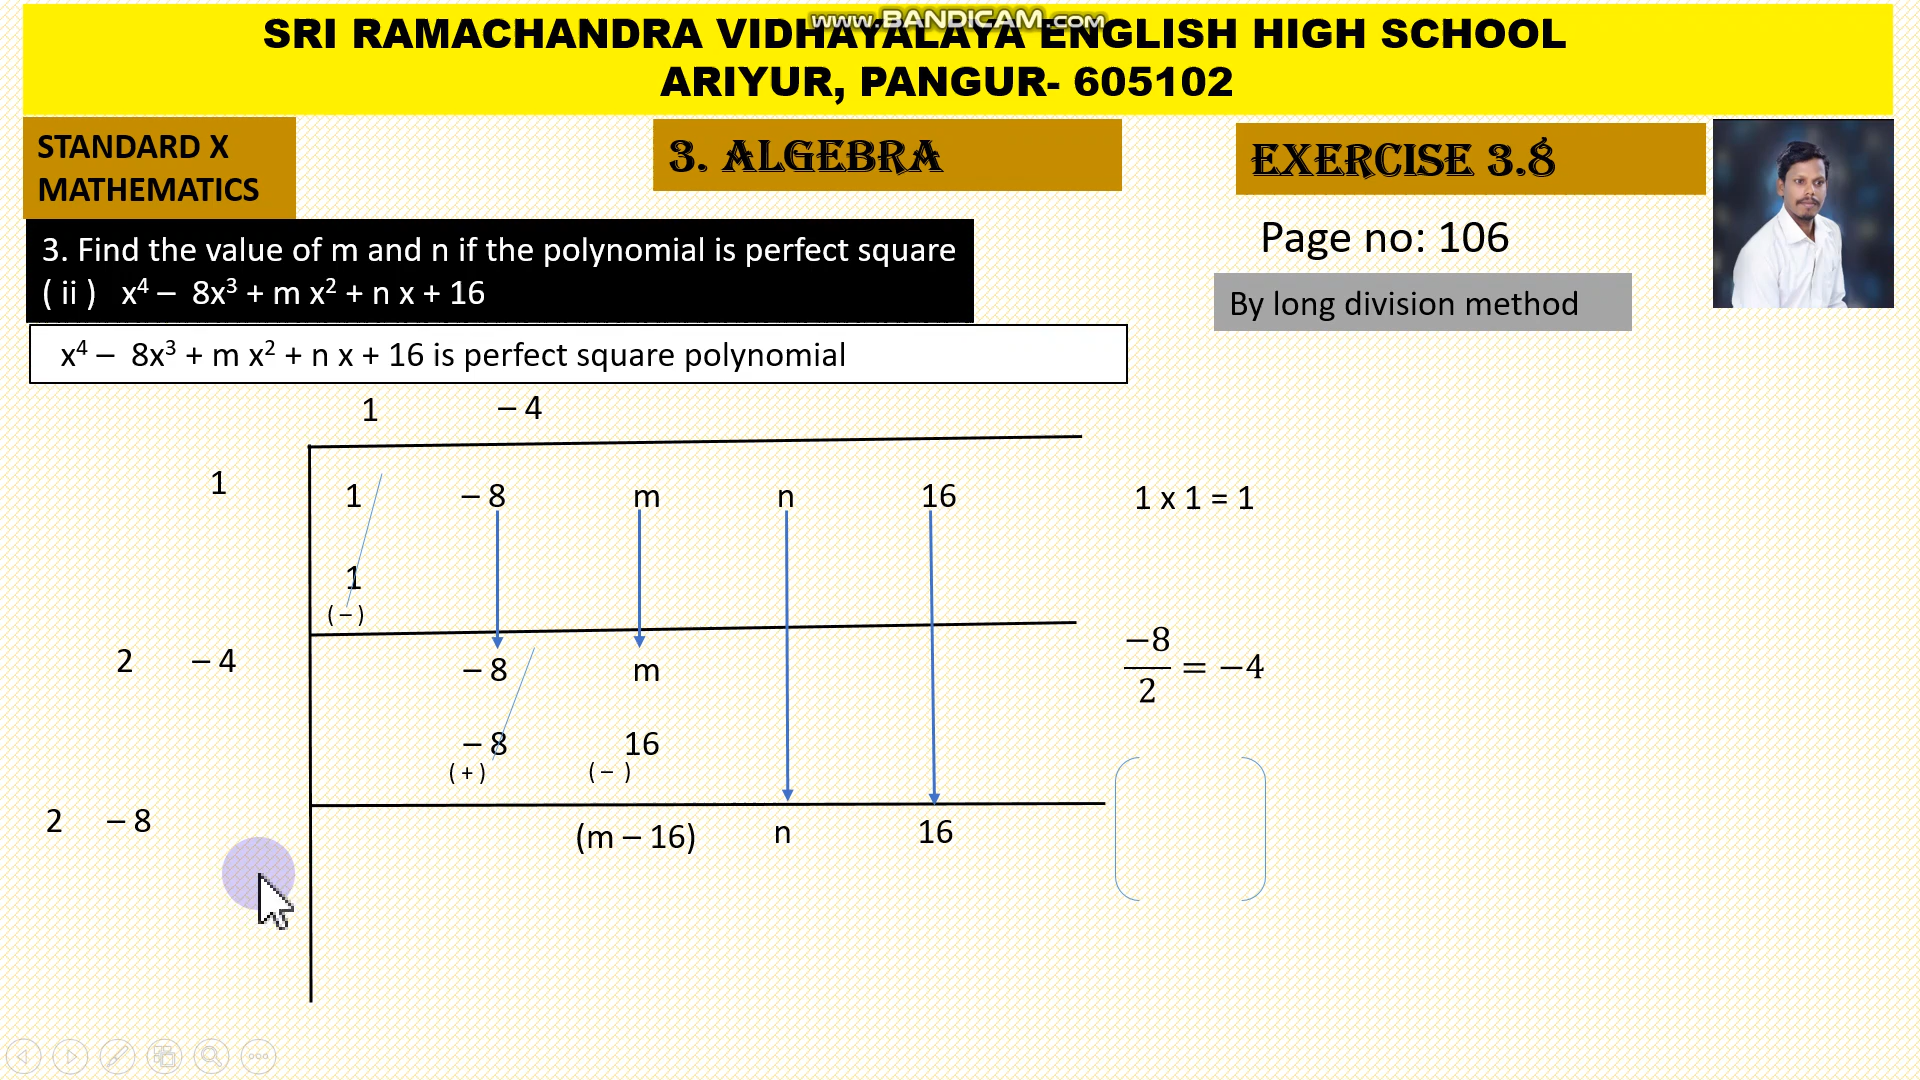 www.BANDICAM.com
SRI RAMACHANDRA VIDHAYALAYA ENGLISH HIGH SCHOOL
ARIYUR, PANGUR- 605102
STANDARD X
MATHEMATICS
3. ALGEBRA
EXERCISE 3.8
3. Find the value of m and n if the polynomial is perfect square
( ii ) x⁴ – 8x³ + m x² + n x + 16
Page no: 106
By long division method
x⁴ – 8x³ + m x² + n x + 16 is perfect square polynomial
1 – 4
1 1 – 8 m n 16 1 x 1 = 1
1
( – )
2 – 4 – 8 m −8/2 = −4
– 8 16
( + ) ( – )
2 – 8 (m – 16) n 16